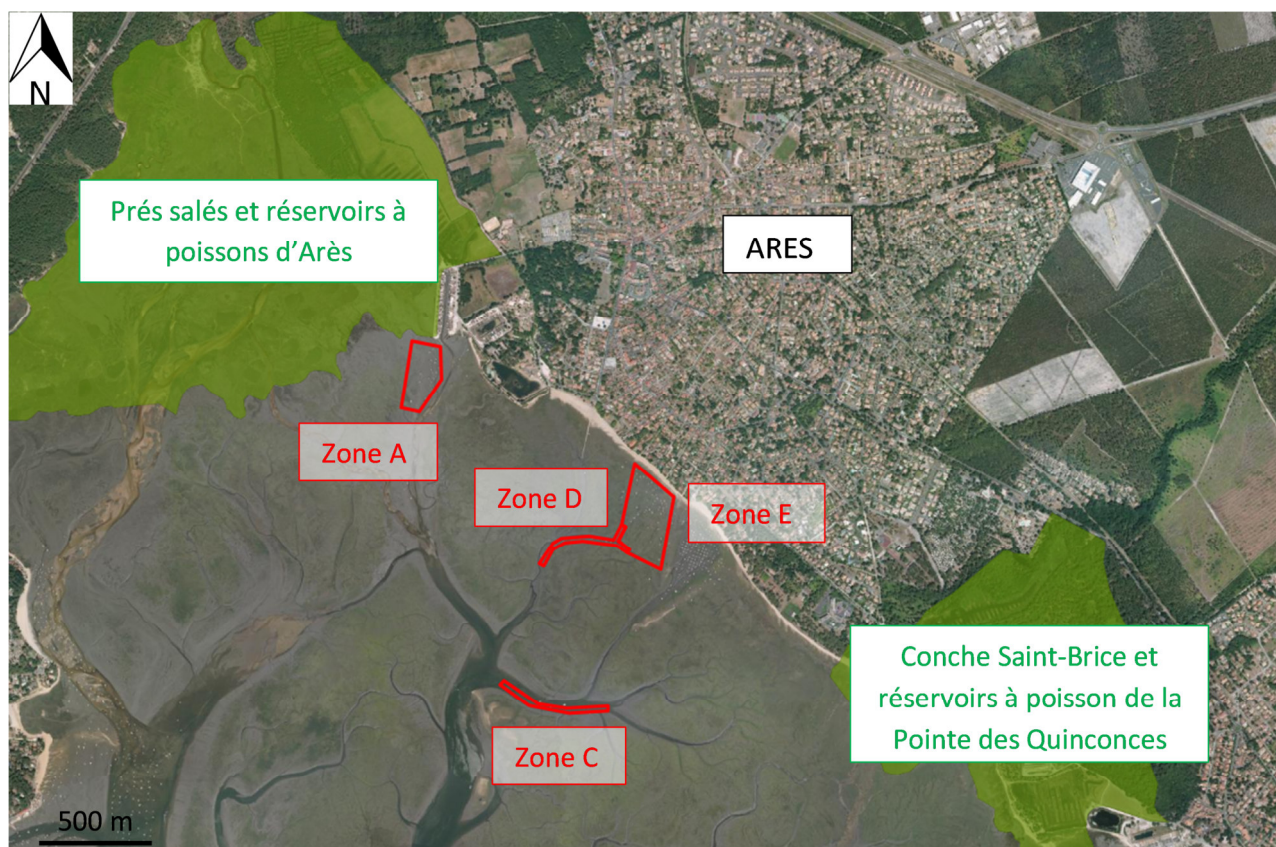 N
Prés salés et réservoirs à
poissons d'Arès
ARES
Zone A
Zone D
Zone E
Conche Saint-Brice et
réservoirs à poisson de la
Pointe des Quinconces
Zone C
500 m